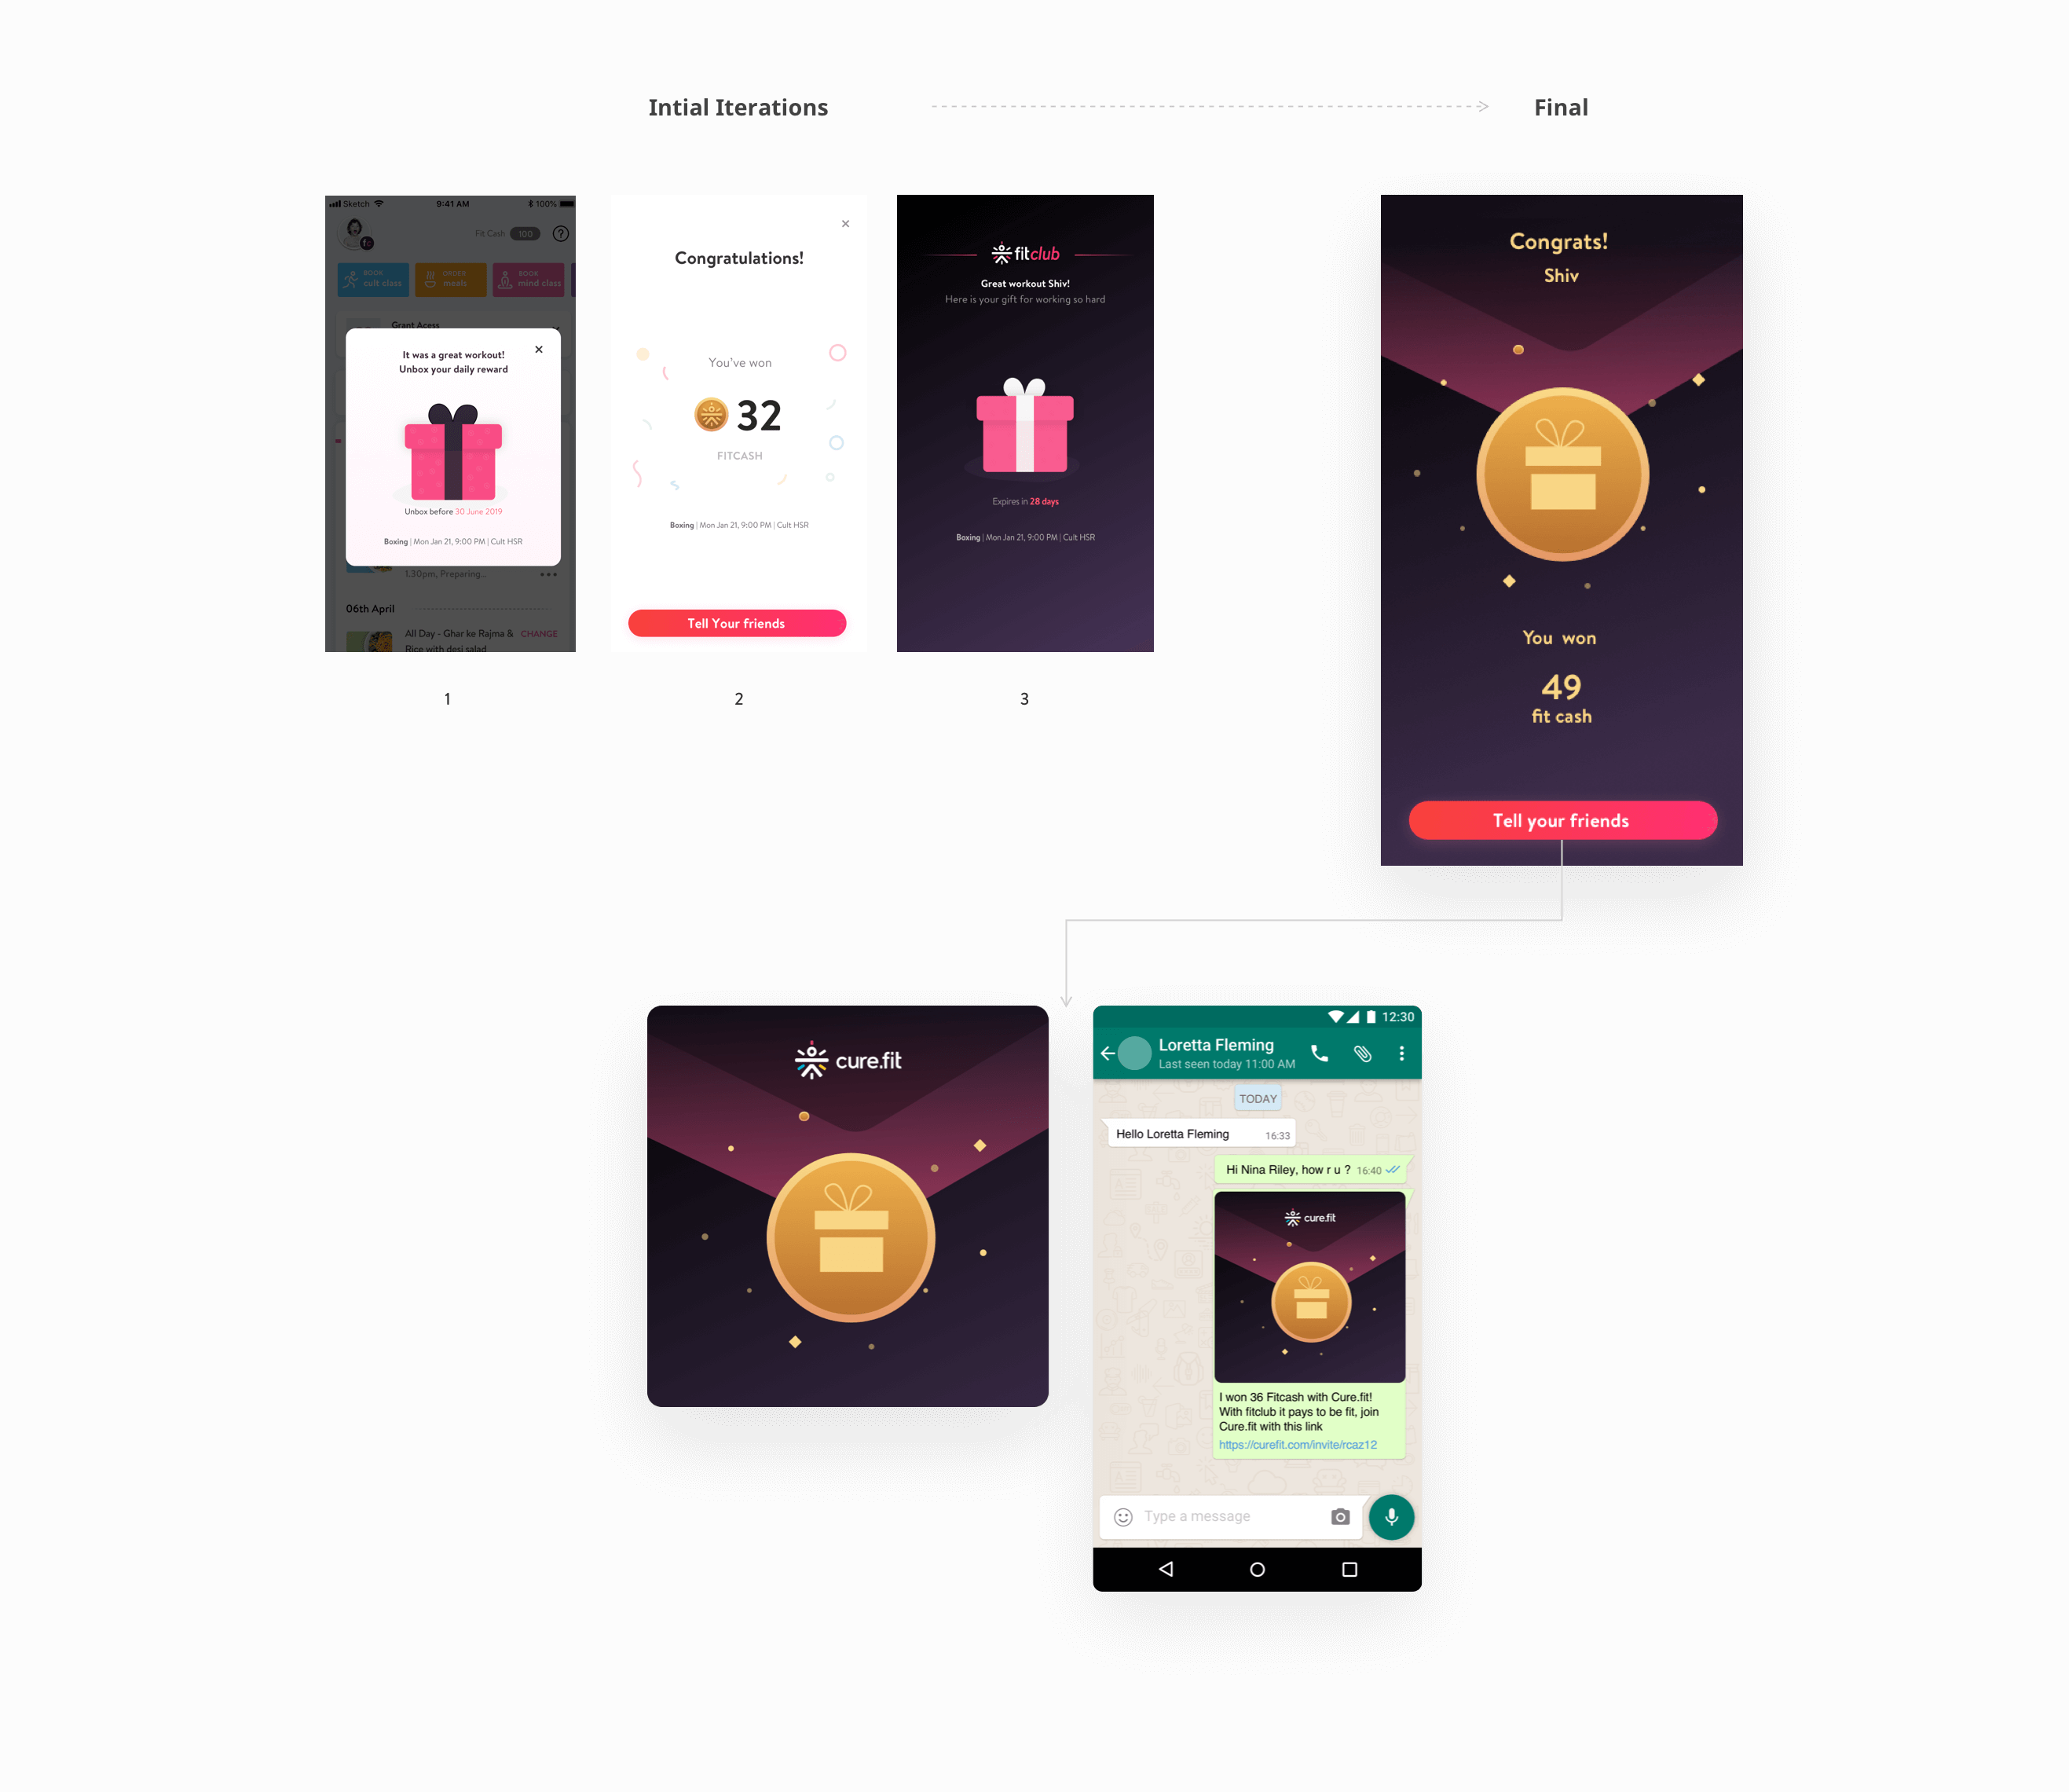 Intial Iterations
Final
Sketch
9:41 AM
100%
Fit Cash
100
?
BOOK
cult class
ORDER
meals
BOOK
mind class
Grant Acess
It was a great workout!
Unbox your daily reward
Unbox before 30 June 2019
Boxing | Mon Jan 21, 9:00 PM | Cult HSR
1.30pm, Preparing...
06th April
All Day - Ghar ke Rajma &
CHANGE
Rice with desi salad
1
Congratulations!
You've won
32
FITCASH
Boxing | Mon Jan 21, 9:00 PM | Cult HSR
Tell Your friends
2
fitclub
Great workout Shiv!
Here is your gift for working so hard
Expires in 28 days
Boxing | Mon Jan 21, 9:00 PM | Cult HSR
3
Congrats!
Shiv
You won
49
fit cash
Tell your friends
cure.fit
12:30
Loretta Fleming
Last seen today 11:00 AM
TODAY
Hello Loretta Fleming
16:33
Hi Nina Riley, how r u ?
16:40
cure.fit
I won 36 Fitcash with Cure.fit!
With fitclub it pays to be fit, join
Cure.fit with this link
https://curefit.com/invite/rcaz12
Type a message